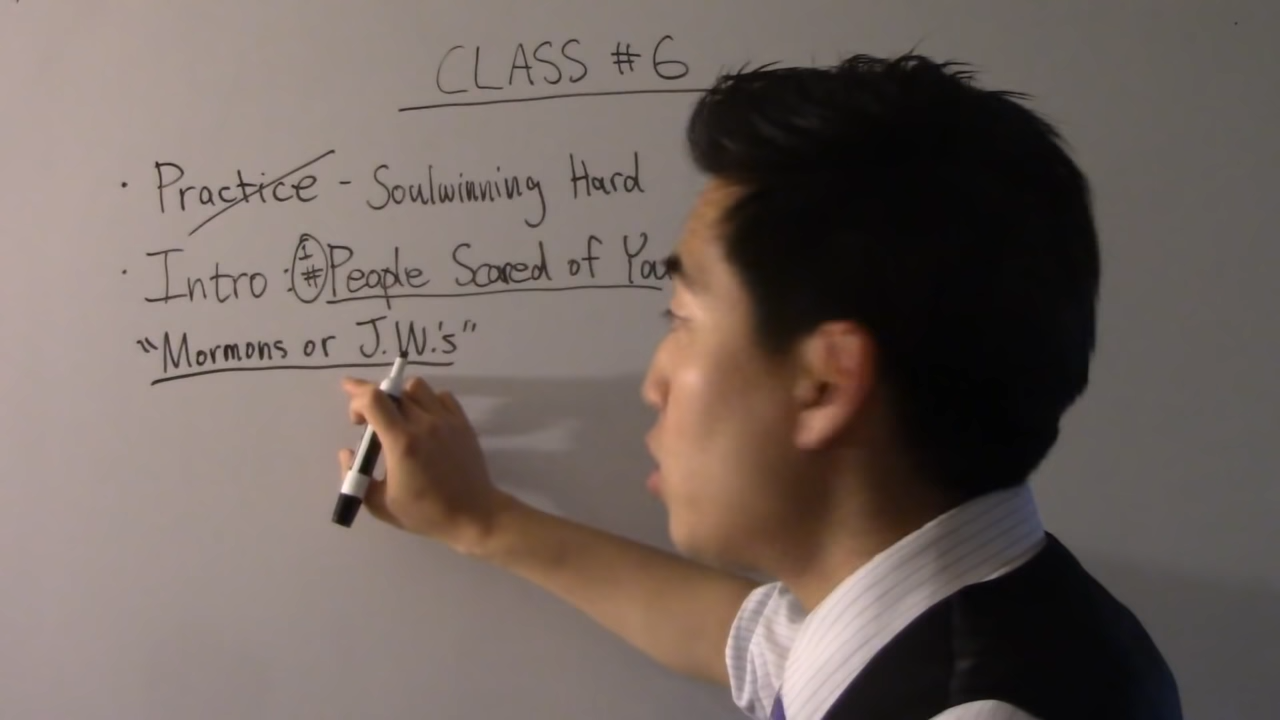 CLASS #6
· Practice - Soulwinning Hard
· Intro: #1 People Scared of You
"Mormons or J.W.'s"